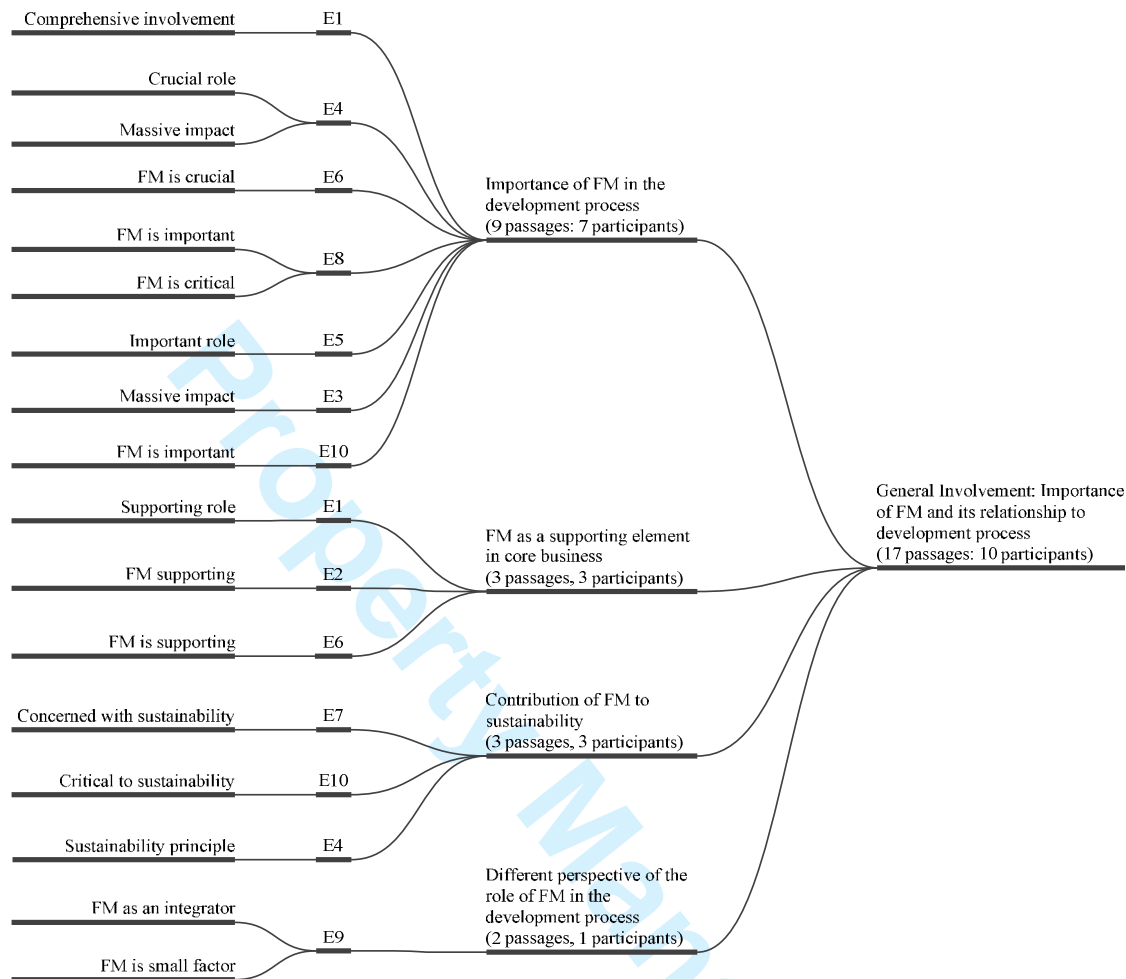 Comprehensive involvement
E1
Crucial role
Massive impact
E4
FM is crucial
E6
FM is important
FM is critical
E8
Important role
E5
Massive impact
E3
FM is important
E10
Importance of FM in the
development process
(9 passages: 7 participants)
Supporting role
E1
FM supporting
E2
FM is supporting
E6
FM as a supporting element
in core business
(3 passages, 3 participants)
Concerned with sustainability
E7
Critical to sustainability
E10
Sustainability principle
E4
Contribution of FM to
sustainability
(3 passages, 3 participants)
FM as an integrator
FM is small factor
E9
Different perspective of the
role of FM in the
development process
(2 passages, 1 participants)
General Involvement: Importance
of FM and its relationship to
development process
(17 passages: 10 participants)
Property Man